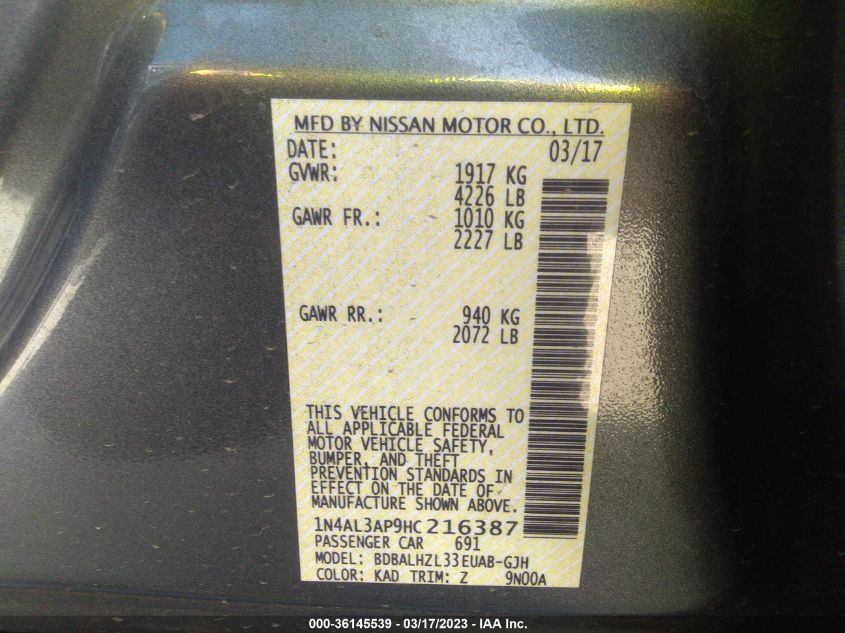 MFD BY NISSAN MOTOR CO., LTD.
DATE: 03/17
GVWR: 1917 KG
4226 LB
GAWR FR.: 1010 KG
2227 LB
GAWR RR.: 940 KG
2072 LB
THIS VEHICLE CONFORMS TO
ALL APPLICABLE FEDERAL
MOTOR VEHICLE SAFETY,
BUMPER, AND THEFT
PREVENTION STANDARDS IN
EFFECT ON THE DATE OF
MANUFACTURE SHOWN ABOVE.
1N4AL3AP9HC216387
PASSENGER CAR 691
MODEL: BDBALHZL33EUAB-GJH
COLOR: KAD TRIM: Z 9N00A
000-36145539 - 03/17/2023 - IAA Inc.